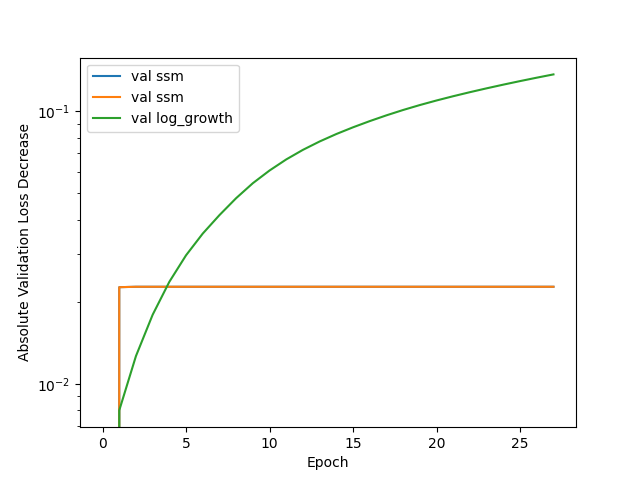 val ssm
val ssm
val log_growth
10⁻¹
10⁻²
Absolute Validation Loss Decrease
0 5 10 15 20 25
Epoch